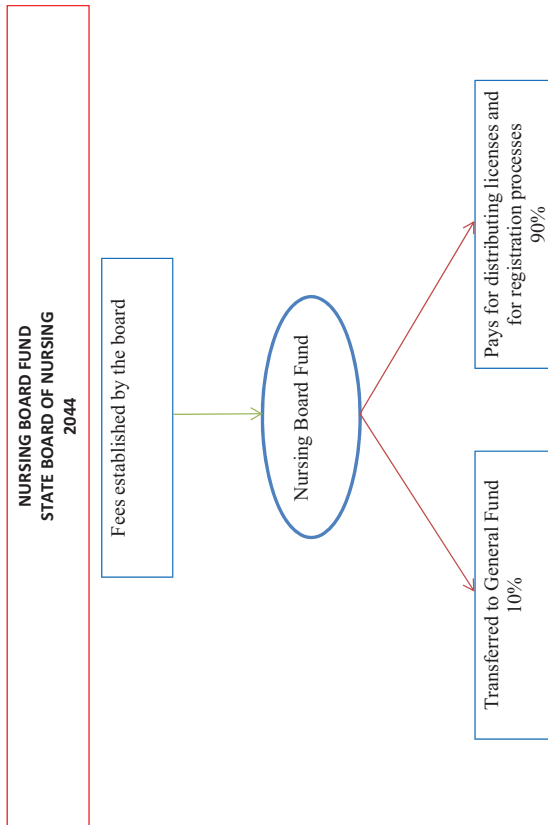 NURSING BOARD FUND
STATE BOARD OF NURSING
2044
Fees established by the board
Nursing Board Fund
Transferred to General Fund
10%
Pays for distributing licenses and
for registration processes
90%